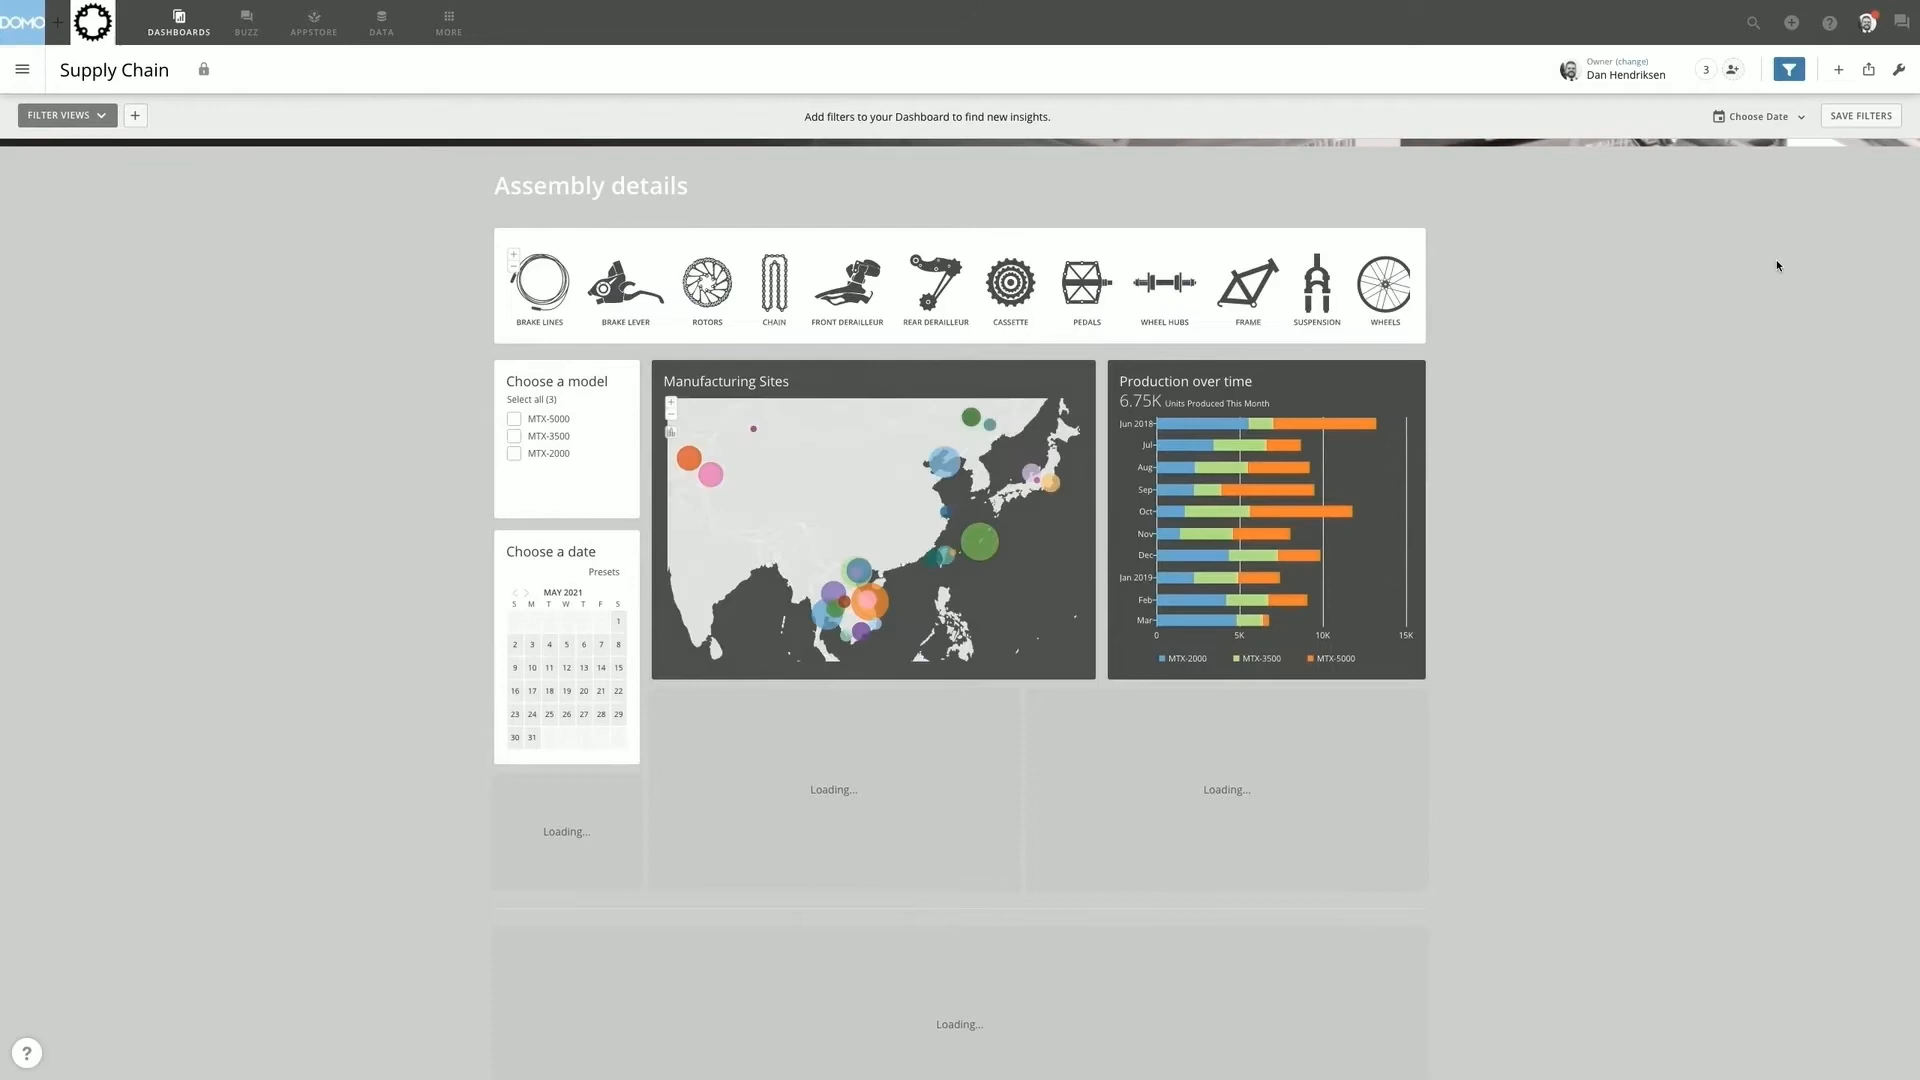 DOMO
DASHBOARDS
BUZZ
APPSTORE
DATA
MORE
Supply Chain
Owner (change)
Dan Hendriksen
3
FILTER VIEWS
Add filters to your Dashboard to find new insights.
Choose Date
SAVE FILTERS
Assembly details
BRAKE LINES
BRAKE LEVER
ROTORS
CHAIN
FRONT DERAILLEUR
REAR DERAILLEUR
CASSETTE
PEDALS
WHEEL HUBS
FRAME
SUSPENSION
WHEELS
Choose a model
Select all (3)
MTX-5000
MTX-3500
MTX-2000
Manufacturing Sites
Production over time
6.75K Units Produced This Month
Jun 2018
Jul
Aug
Sep
Oct
Nov
Dec
Jan 2019
Feb
Mar
0 5K 10K 15K
MTX-2000 MTX-3500 MTX-5000
Choose a date
Presets
MAY 2021
S M T W T F S
1
2 3 4 5 6 7 8
9 10 11 12 13 14 15
16 17 18 19 20 21 22
23 24 25 26 27 28 29
30 31
Loading...
Loading...
Loading...
Loading...
?